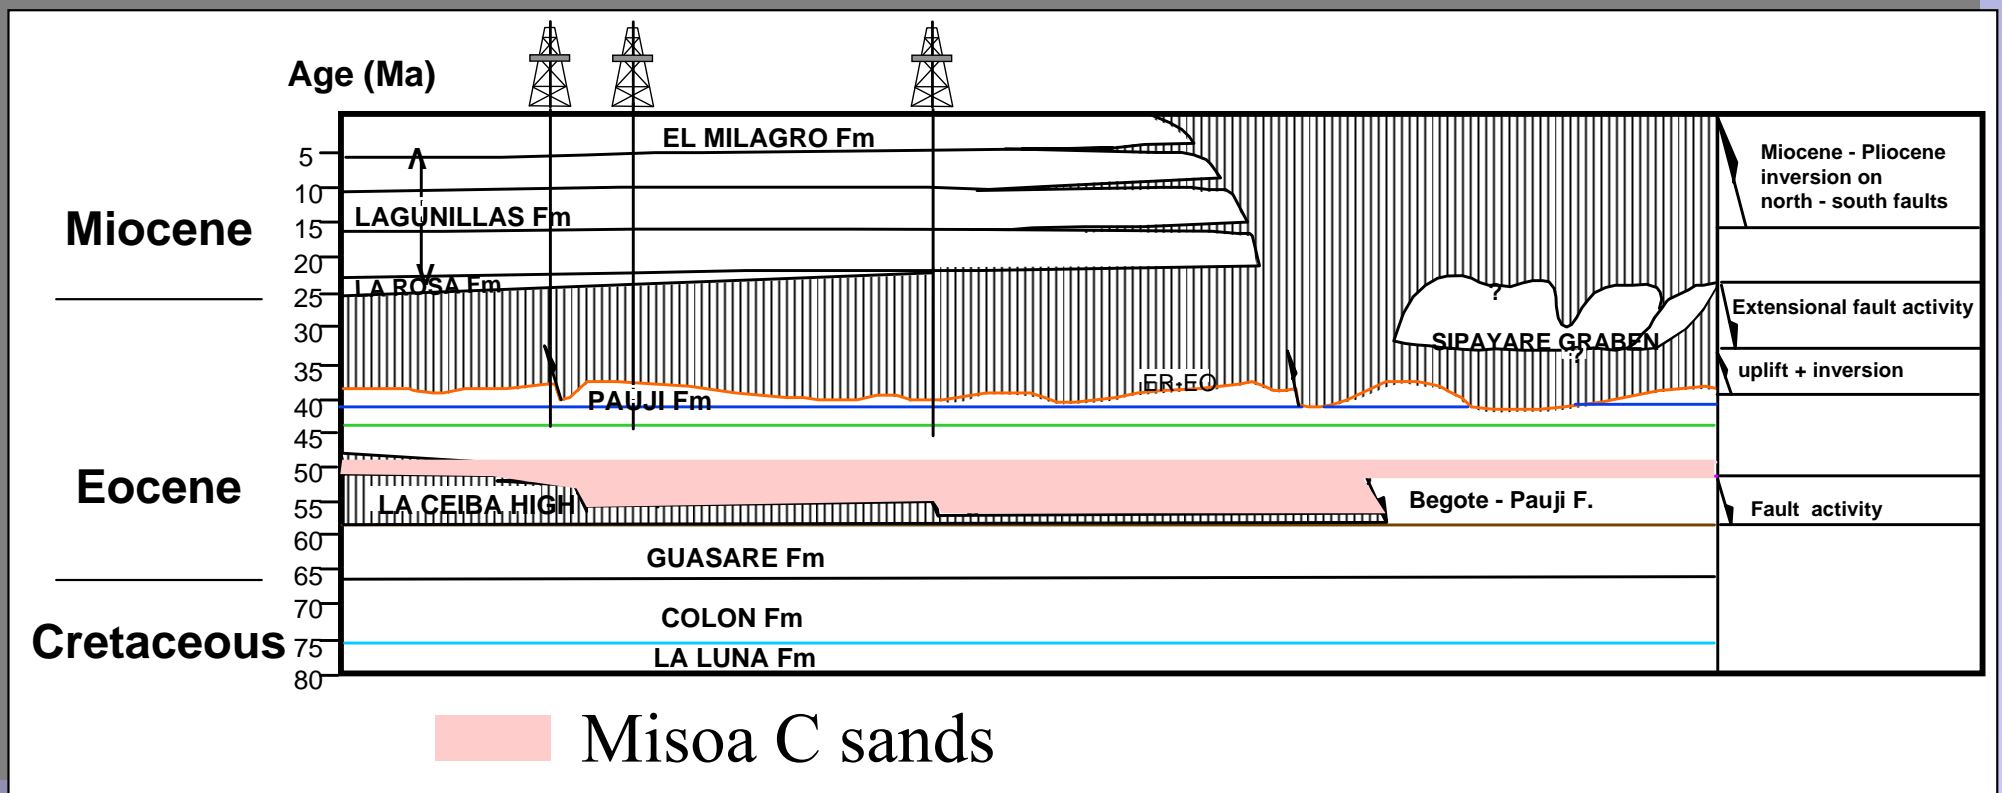 Age (Ma)
EL MILAGRO Fm
5
Miocene - Pliocene
inversion on
north - south faults
10
LAGUNILLAS Fm
Miocene
15
20
LA ROSA Fm
25
?
Extensional fault activity
30
SIPAYARE GRABEN
?
35
uplift + inversion
ER-EO
40
PAUJI Fm
45
50
Eocene
LA CEIBA HIGH
Begote - Pauji F.
55
Fault activity
60
GUASARE Fm
65
70
COLON Fm
Cretaceous
75
LA LUNA Fm
80
Misoa C sands